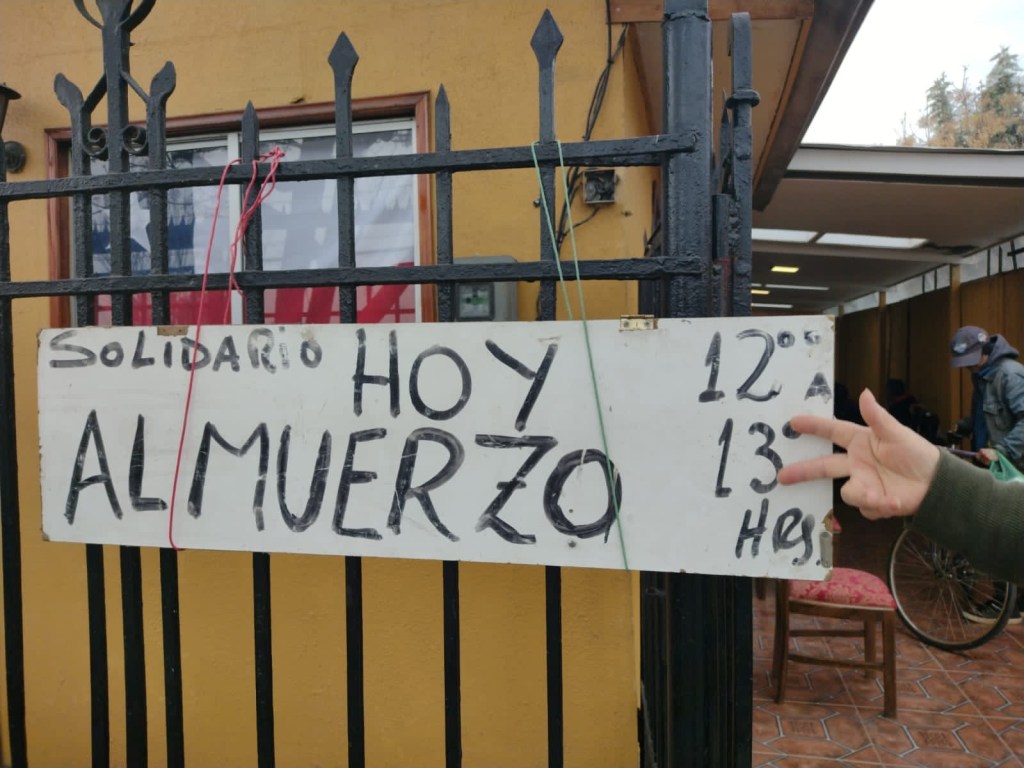 SOLIDARIO HOY
ALMUERZO
12°° A
13°
HRS.